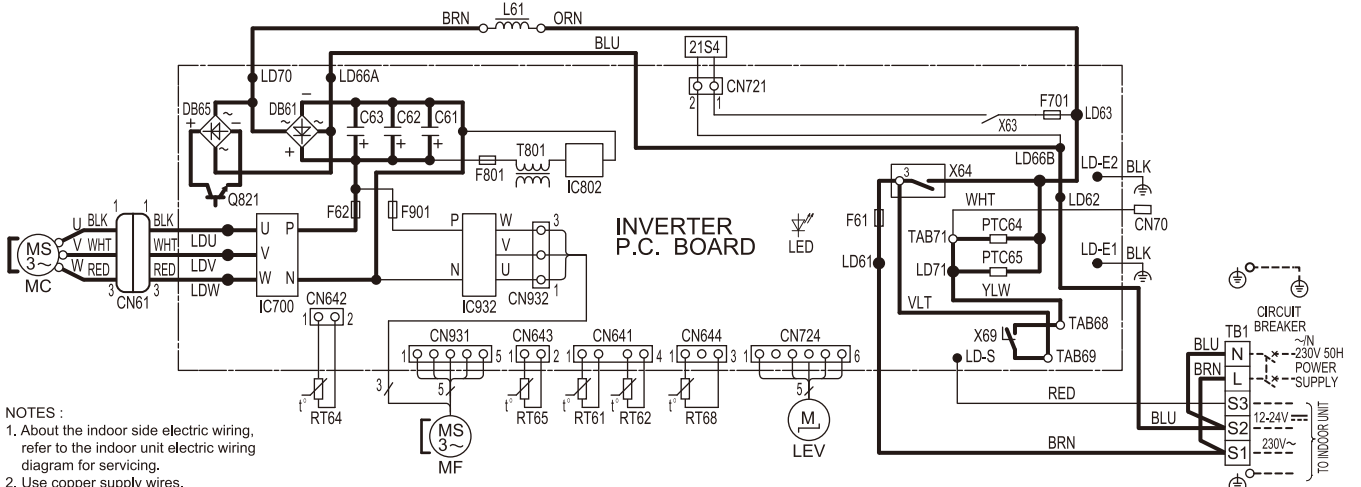 L61
BRN
ORN
BLU
21S4
LD70
LD66A
CN721
2
1
F701
X63
LD63
DB65
DB61
C63
C62
C61
T801
F801
IC802
LD66B
LD-E2
BLK
3
X64
LD62
WHT
CN70
Q821
F62
F901
INVERTER
P.C. BOARD
LED
F61
TAB71
PTC64
PTC65
LD71
LD-E1
BLK
LD61
YLW
VLT
1
1
U
BLK
BLK
LDU
U
P
V
WHT
WHT
LDV
V
W
RED
RED
LDW
W
N
3
3
MS
3~
MC
CN61
IC700
P
W
3
V
N
U
1
IC932
CN932
CN642
1
2
CN931
1
5
CN643
1
2
CN641
1
4
CN644
1
3
CN724
1
6
X69
TAB68
LD-S
TAB69
CIRCUIT
BREAKER
TB1
~/N
230V 50H
POWER
SUPPLY
BLU
N
BRN
L
RED
S3
12-24V
BLU
S2
230V~
BRN
S1
TO INDOOR UNIT
t°
RT64
3
5
MS
3~
MF
t°
RT65
t°
RT61
t°
RT62
t°
RT68
5
M
LEV
NOTES :
1. About the indoor side electric wiring,
refer to the indoor unit electric wiring
diagram for servicing.
2. Use copper supply wires.